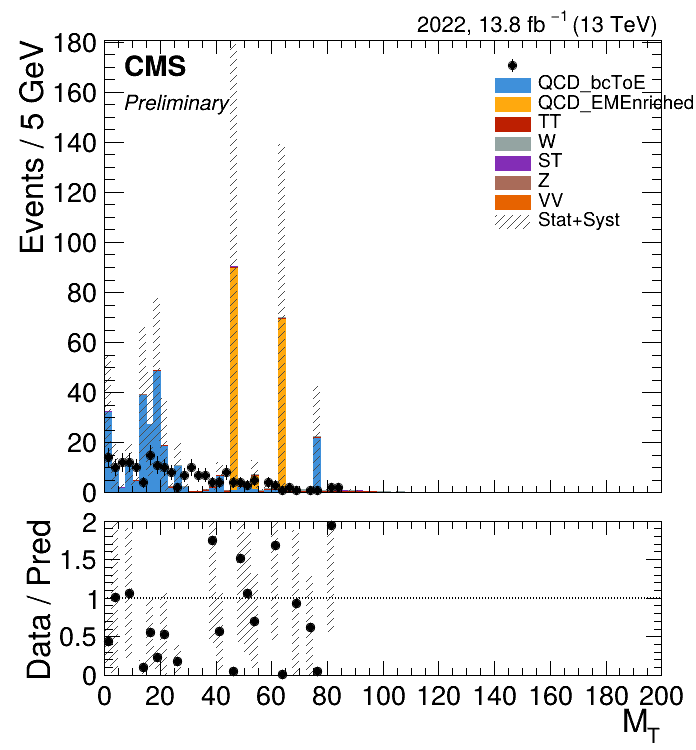 2022, 13.8 fb⁻¹ (13 TeV)
CMS
Preliminary
QCD_bcToE
QCD_EMEnriched
TT
W
ST
Z
VV
Stat+Syst
Events / 5 GeV
180
160
140
120
100
80
60
40
20
0
Data / Pred
2
1.5
1
0.5
0
0 20 40 60 80 100 120 140 160 180 200
M_T